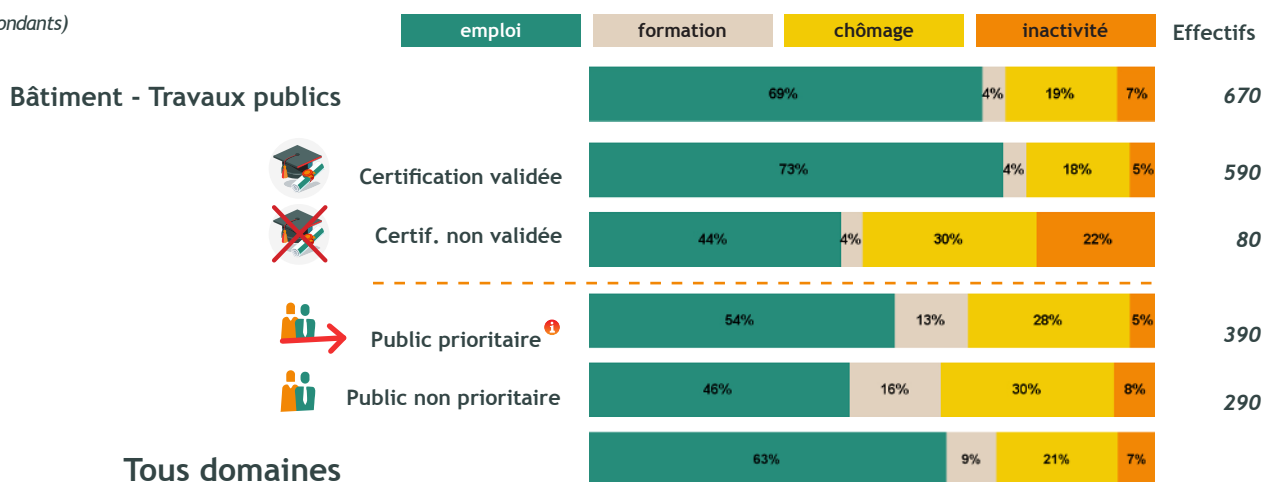 ondants)
emploi formation chômage inactivité Effectifs
Bâtiment - Travaux publics 69% 4% 19% 7% 670
Certification validée 73% 4% 18% 5% 590
Certif. non validée 44% 4% 30% 22% 80
Public prioritaire i 54% 13% 28% 5% 390
Public non prioritaire 46% 16% 30% 8% 290
Tous domaines 63% 9% 21% 7%